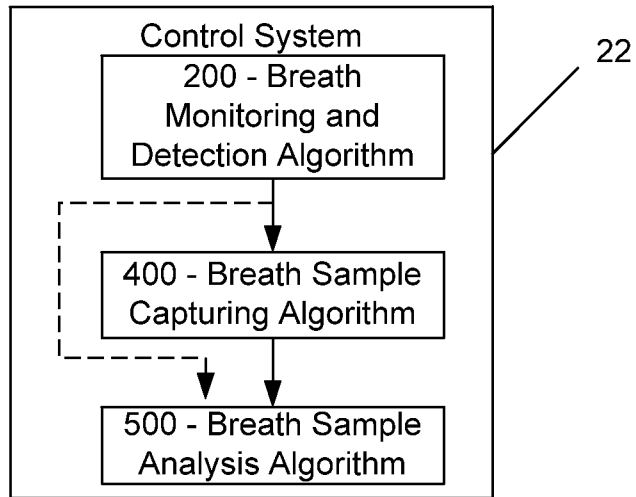 Control System
22
200 - Breath
Monitoring and
Detection Algorithm
400 - Breath Sample
Capturing Algorithm
500 - Breath Sample
Analysis Algorithm